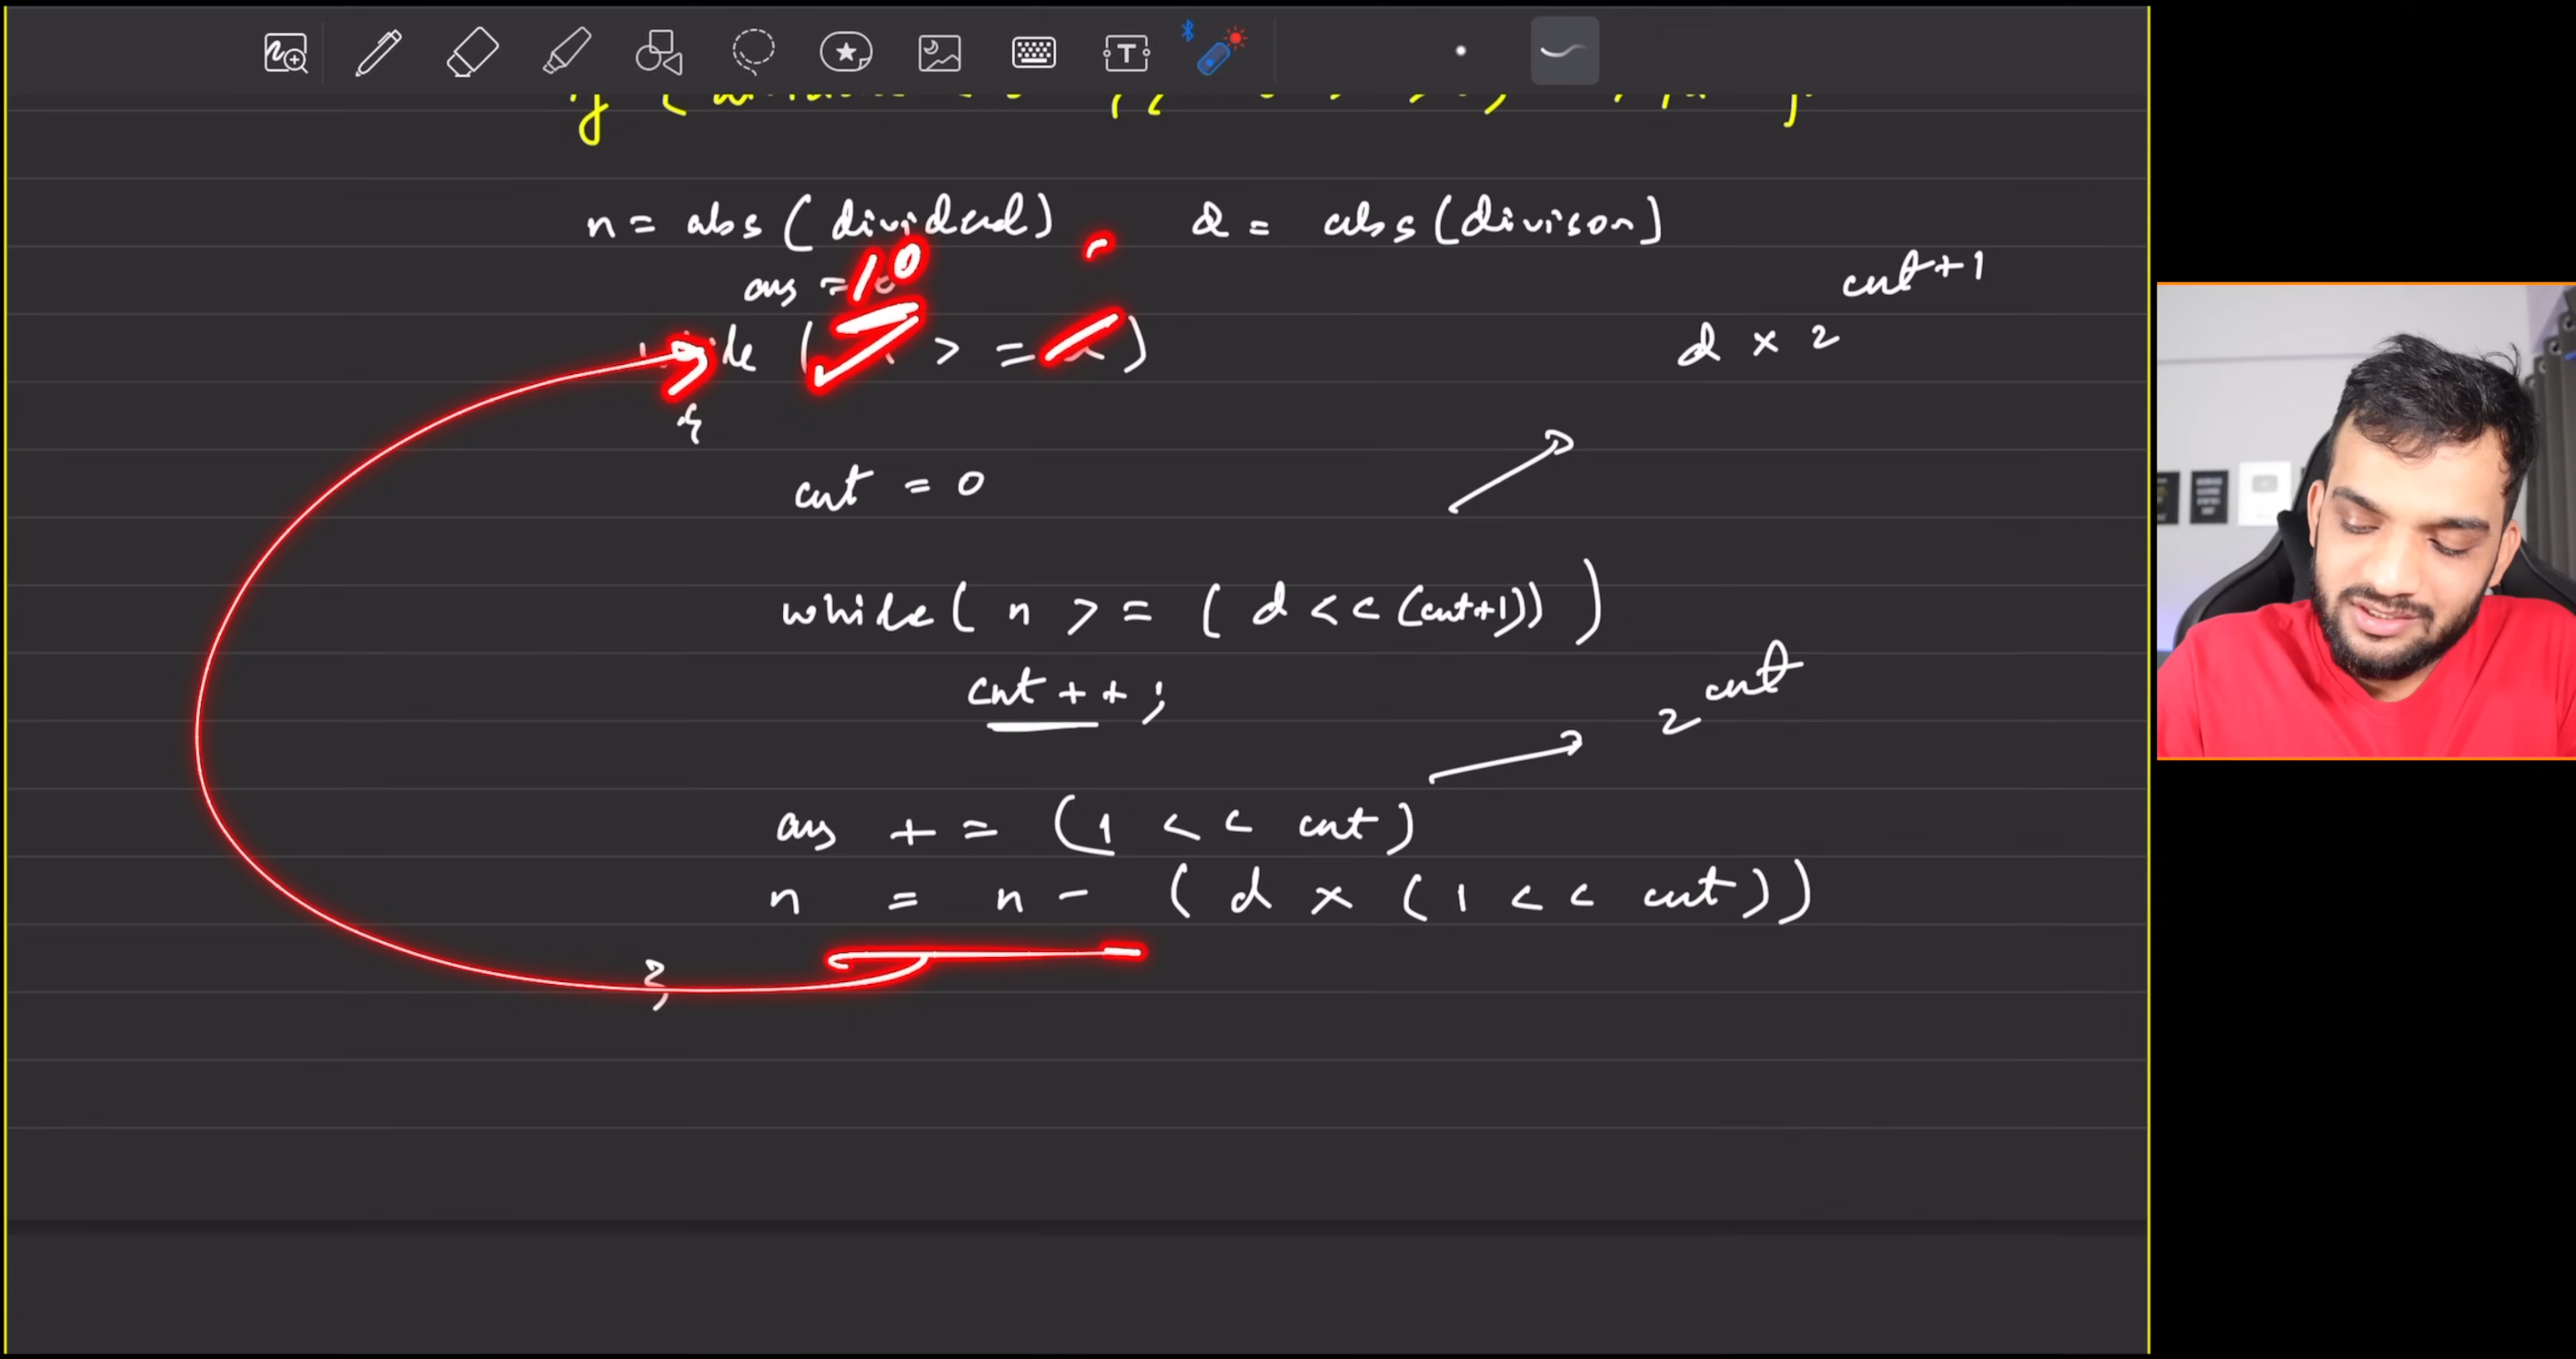 n = abs (dividend) d = abs (divison)
10
ans =
cnt+1
while ( > = )
d x 2
{
cnt = 0
while ( n > = ( d << (cnt+1)) )
cnt + + ;
2 cnt
ans + = (1 << cnt)
n = n - ( d x ( 1 << cnt))
}